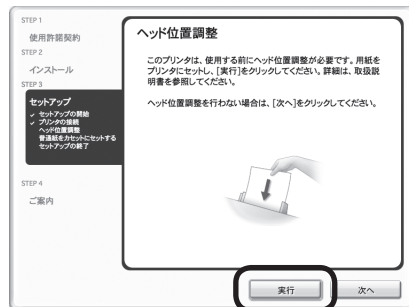 STEP 1
使用許諾契約
STEP 2
インストール
STEP 3
セットアップ
✓ セットアップの開始
✓ プリンタの接続
ヘッド位置調整
普通紙をカセットにセットする
セットアップの終了
STEP 4
ご案内
ヘッド位置調整
このプリンタは、使用する前にヘッド位置調整が必要です。用紙を
プリンタにセットし、[実行]をクリックしてください。詳細は、取扱説
明書を参照してください。
ヘッド位置調整を行わない場合は、[次へ]をクリックしてください。
実行
次へ